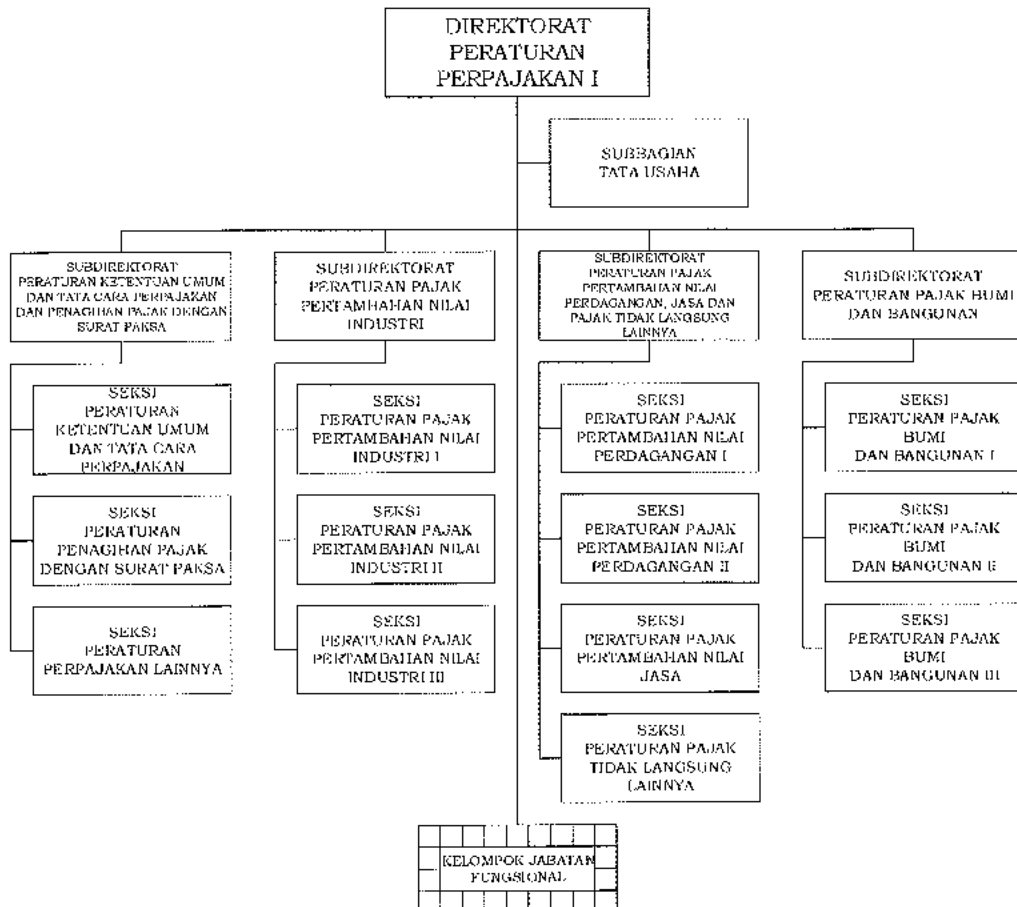 DIREKTORAT
PERATURAN
PERPAJAKAN I
SUBBAGIAN
TATA USAHA
SUBDIREKTORAT
PERATURAN KETENTUAN UMUM
DAN TATA CARA PERPAJAKAN
DAN PENAGIHAN PAJAK DENGAN
SURAT PAKSA
SUBDIREKTORAT
PERATURAN PAJAK
PERTAMBAHAN NILAI
INDUSTRI
SUBDIREKTORAT
PERATURAN PAJAK
PERTAMBAHAN NILAI
PERDAGANGAN, JASA DAN
PAJAK TIDAK LANGSUNG
LAINNYA
SUBDIREKTORAT
PERATURAN PAJAK BUMI
DAN BANGUNAN
SEKSI
PERATURAN
KETENTUAN UMUM
DAN TATA CARA
PERPAJAKAN
SEKSI
PERATURAN
PENAGIHAN PAJAK
DENGAN SURAT PAKSA
SEKSI
PERATURAN
PERPAJAKAN LAINNYA
SEKSI
PERATURAN PAJAK
PERTAMBAHAN NILAI
INDUSTRI I
SEKSI
PERATURAN PAJAK
PERTAMBAHAN NILAI
INDUSTRI II
SEKSI
PERATURAN PAJAK
PERTAMBAHAN NILAI
INDUSTRI III
SEKSI
PERATURAN PAJAK
PERTAMBAHAN NILAI
PERDAGANGAN I
SEKSI
PERATURAN PAJAK
PERTAMBAHAN NILAI
PERDAGANGAN II
SEKSI
PERATURAN PAJAK
PERTAMBAHAN NILAI
JASA
SEKSI
PERATURAN PAJAK
TIDAK LANGSUNG
LAINNYA
SEKSI
PERATURAN PAJAK
BUMI
DAN BANGUNAN I
SEKSI
PERATURAN PAJAK
BUMI
DAN BANGUNAN II
SEKSI
PERATURAN PAJAK
BUMI
DAN BANGUNAN III
KELOMPOK JABATAN
FUNGSIONAL